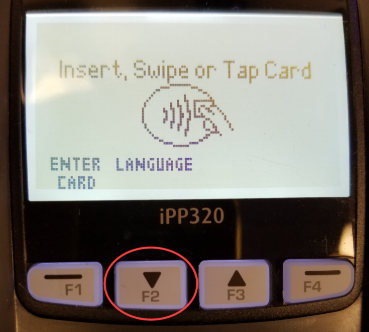 Insert, Swipe or Tap Card
ENTER LANGUAGE
CARD
iPP320
F1 F2 F3 F4